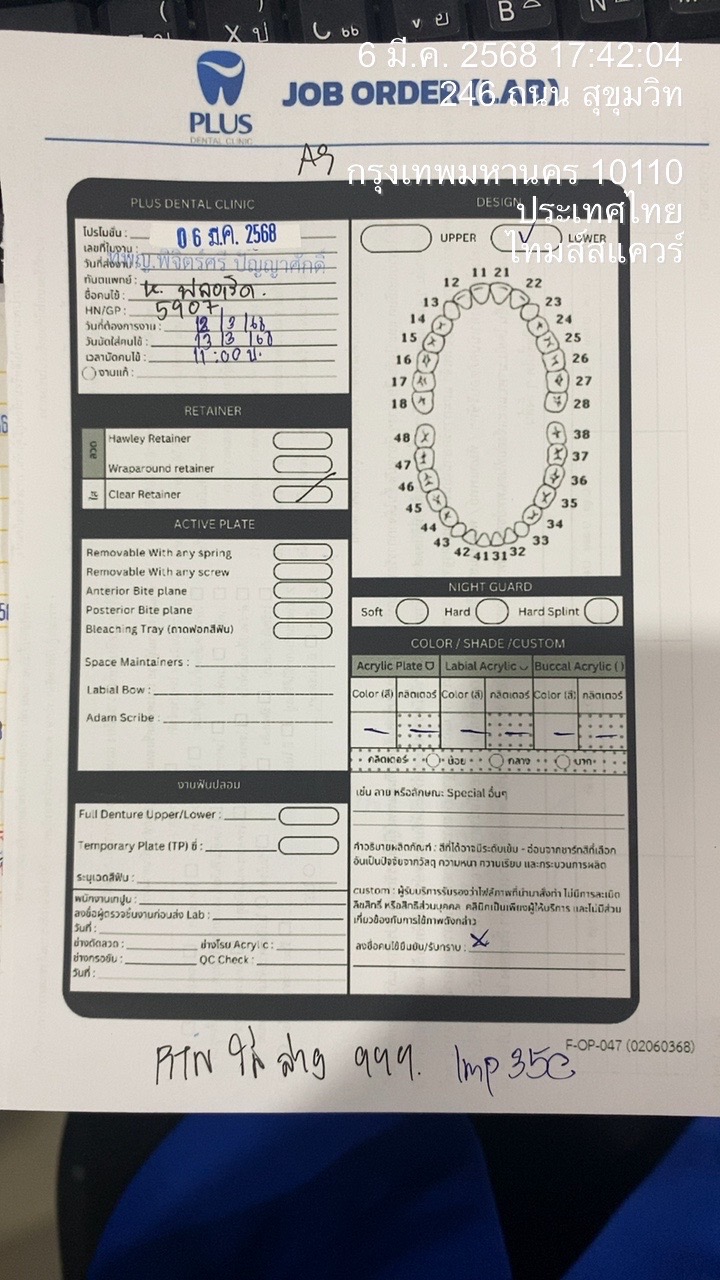 6 มี.ค. 2568 17:42:04
246 ถนน สุขุมวิท
กรุงเทพมหานคร 10110
ประเทศไทย
ไทม์ส์สแควร์
PLUS
DENTAL CLINIC
JOB ORDER (LAB)
PLUS DENTAL CLINIC
โปรโมชั่น :
0 6 มี.ค. 2568
เลขที่ใบงาน :
วันที่ส่งงาน :
ทพญ.พิจิตรศรี ปัญญาศักดิ์
ทันตแพทย์ :
ชื่อคนไข้ :
HN/GP : 5907
วันที่ต้องการงาน : 12 / 3 / 68
วันนัดใส่คนไข้ : 13 / 3 / 68
เวลานัดคนไข้ : 11:00 น.
งานแก้ :
RETAINER
ลวด
Hawley Retainer
Wraparound retainer
ใส
Clear Retainer
ACTIVE PLATE
Removable With any spring
Removable With any screw
Anterior Bite plane
Posterior Bite plane
Bleaching Tray (ถาดฟอกสีฟัน)
Space Maintainers :
Labial Bow :
Adam Scribe :
งานฟันปลอม
Full Denture Upper/Lower :
Temporary Plate (TP) ซี่ :
ระบุเฉดสีฟัน :
พนักงานเทปูน :
ลงชื่อผู้ตรวจชิ้นงานก่อนส่ง Lab :
วันที่ :
ช่างดัดลวด : ช่างโรย Acrylic :
ช่างกรอขัด : QC Check :
วันที่ :
DESIGN
UPPER ✓ LOWER
11 21
12 22
13 23
14 24
15 25
16 26
17 27
18 28
48 38
47 37
46 36
45 35
44 34
43 33
42 41 31 32
NIGHT GUARD
Soft Hard Hard Splint
COLOR / SHADE /CUSTOM
Acrylic Plate Labial Acrylic Buccal Acrylic ( )
Color (สี) กลิตเตอร์ Color (สี) กลิตเตอร์ Color (สี) กลิตเตอร์
— — — — — —
กลิตเตอร์ น้อย กลาง มาก
เช่น ลาย หรือลักษณะ Special อื่นๆ
คำอธิบายผลิตภัณฑ์ : สีที่ได้อาจมีระดับเข้ม - อ่อนจากชาร์ทสีที่เลือก
อันเป็นปัจจัยจากวัสดุ ความหนา ความเรียบ และกระบวนการผลิต
custom : ผู้รับบริการรับรองว่าไฟล์ภาพที่นำมาสั่งทำ ไม่มีการละเมิด
ลิขสิทธิ์ หรือสิทธิส่วนบุคคล คลินิกเป็นเพียงผู้ให้บริการ และไม่มีส่วน
เกี่ยวข้องกับการใช้ภาพดังกล่าว
ลงชื่อคนไข้ยืนยัน/รับทราบ : X
F-OP-047 (02060368)
RTN ใส ล่าง Imp 35C